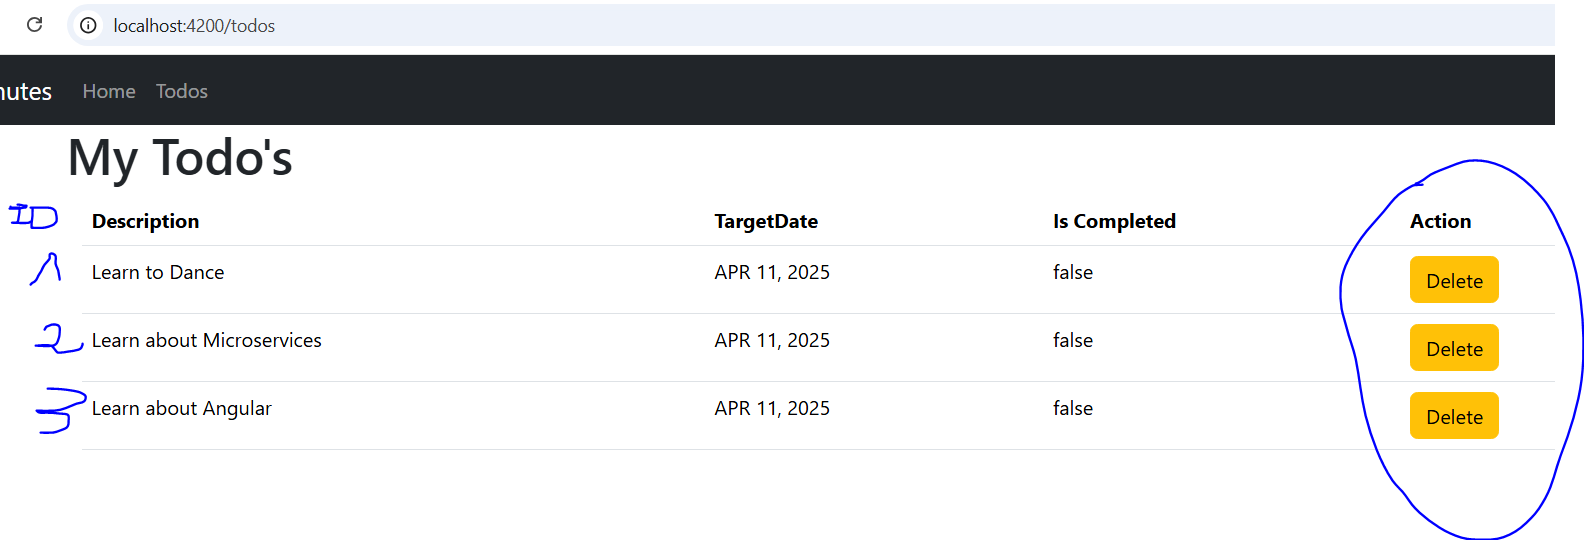 localhost:4200/todos
nutes Home Todos
My Todo's
ID Description TargetDate Is Completed Action
1 Learn to Dance APR 11, 2025 false Delete
2 Learn about Microservices APR 11, 2025 false Delete
3 Learn about Angular APR 11, 2025 false Delete